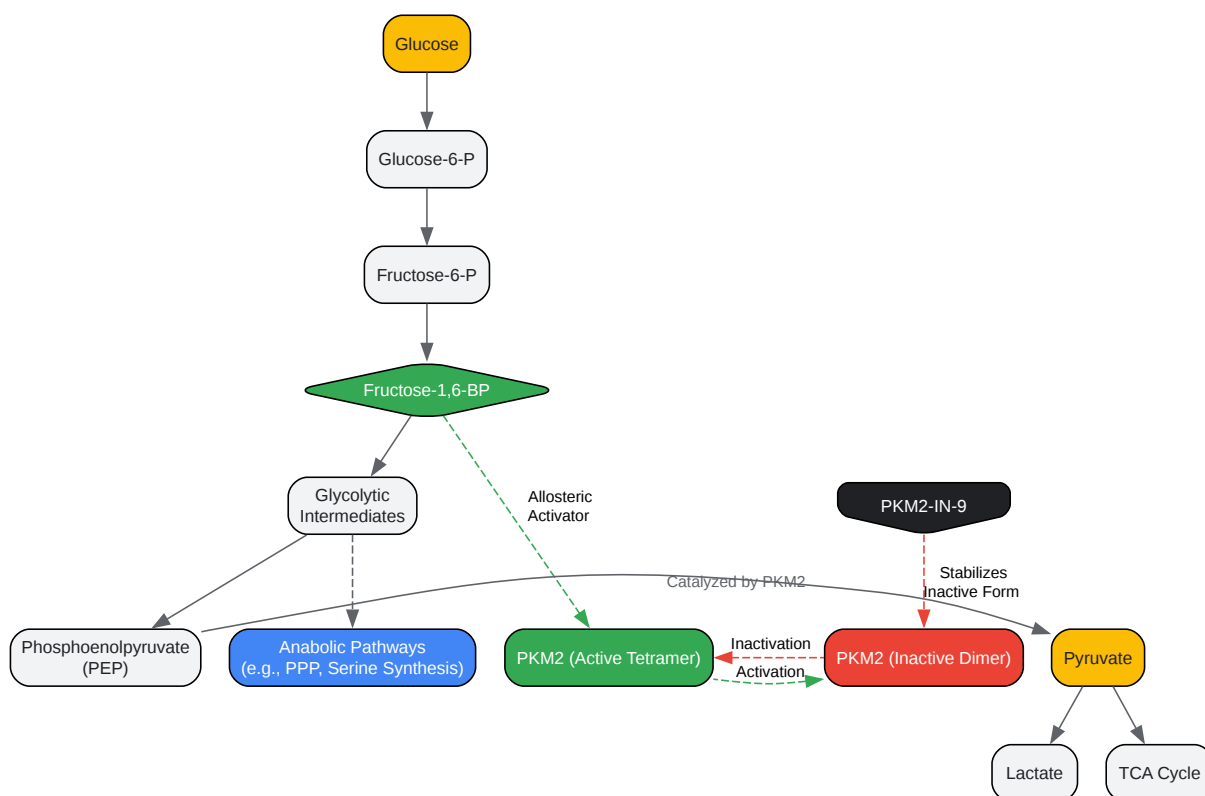 Glucose
Glucose-6-P
Fructose-6-P
Fructose-1,6-BP
Glycolytic
Intermediates
Allosteric
Activator
PKM2-IN-9
Stabilizes
Inactive Form
Catalyzed by PKM2
Phosphoenolpyruvate
(PEP)
Anabolic Pathways
(e.g., PPP, Serine Synthesis)
PKM2 (Active Tetramer)
Inactivation
Activation
PKM2 (Inactive Dimer)
Pyruvate
Lactate
TCA Cycle